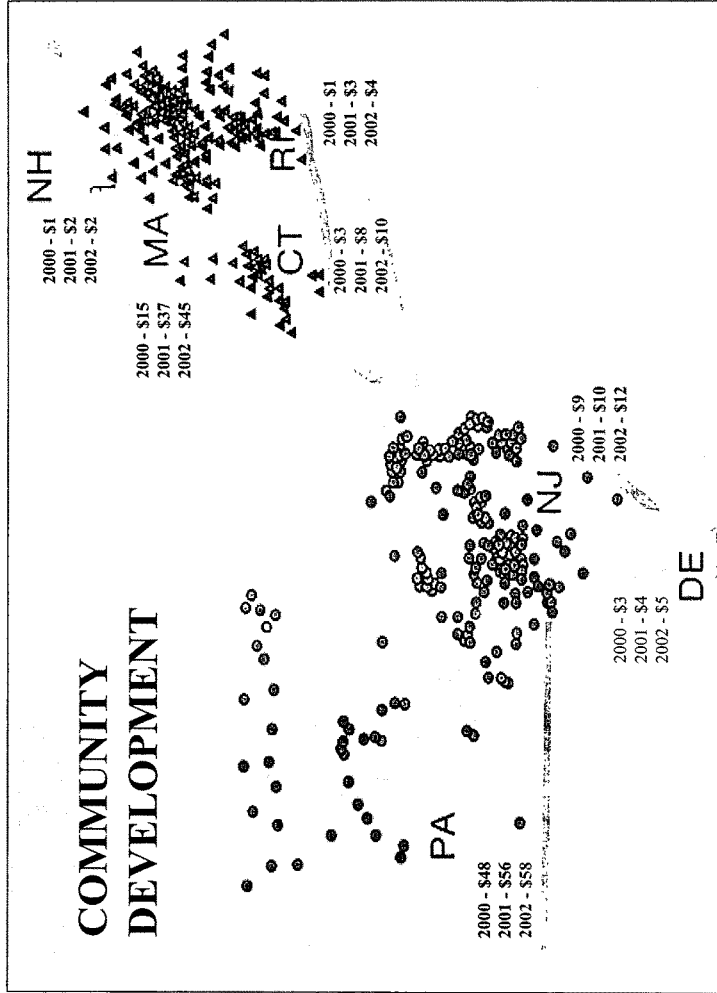 COMMUNITY
DEVELOPMENT
NH
2000 - $1
2001 - $2
2002 - $2
MA
2000 - $15
2001 - $37
2002 - $45
RI
2000 - $1
2001 - $3
2002 - $4
CT
2000 - $3
2001 - $8
2002 - $10
PA
2000 - $48
2001 - $56
2002 - $58
NJ
2000 - $9
2001 - $10
2002 - $12
DE
2000 - $3
2001 - $4
2002 - $5